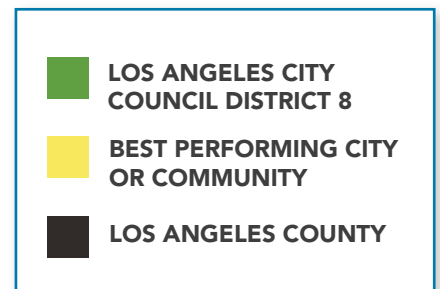 LOS ANGELES CITY
COUNCIL DISTRICT 8
BEST PERFORMING CITY
OR COMMUNITY
LOS ANGELES COUNTY